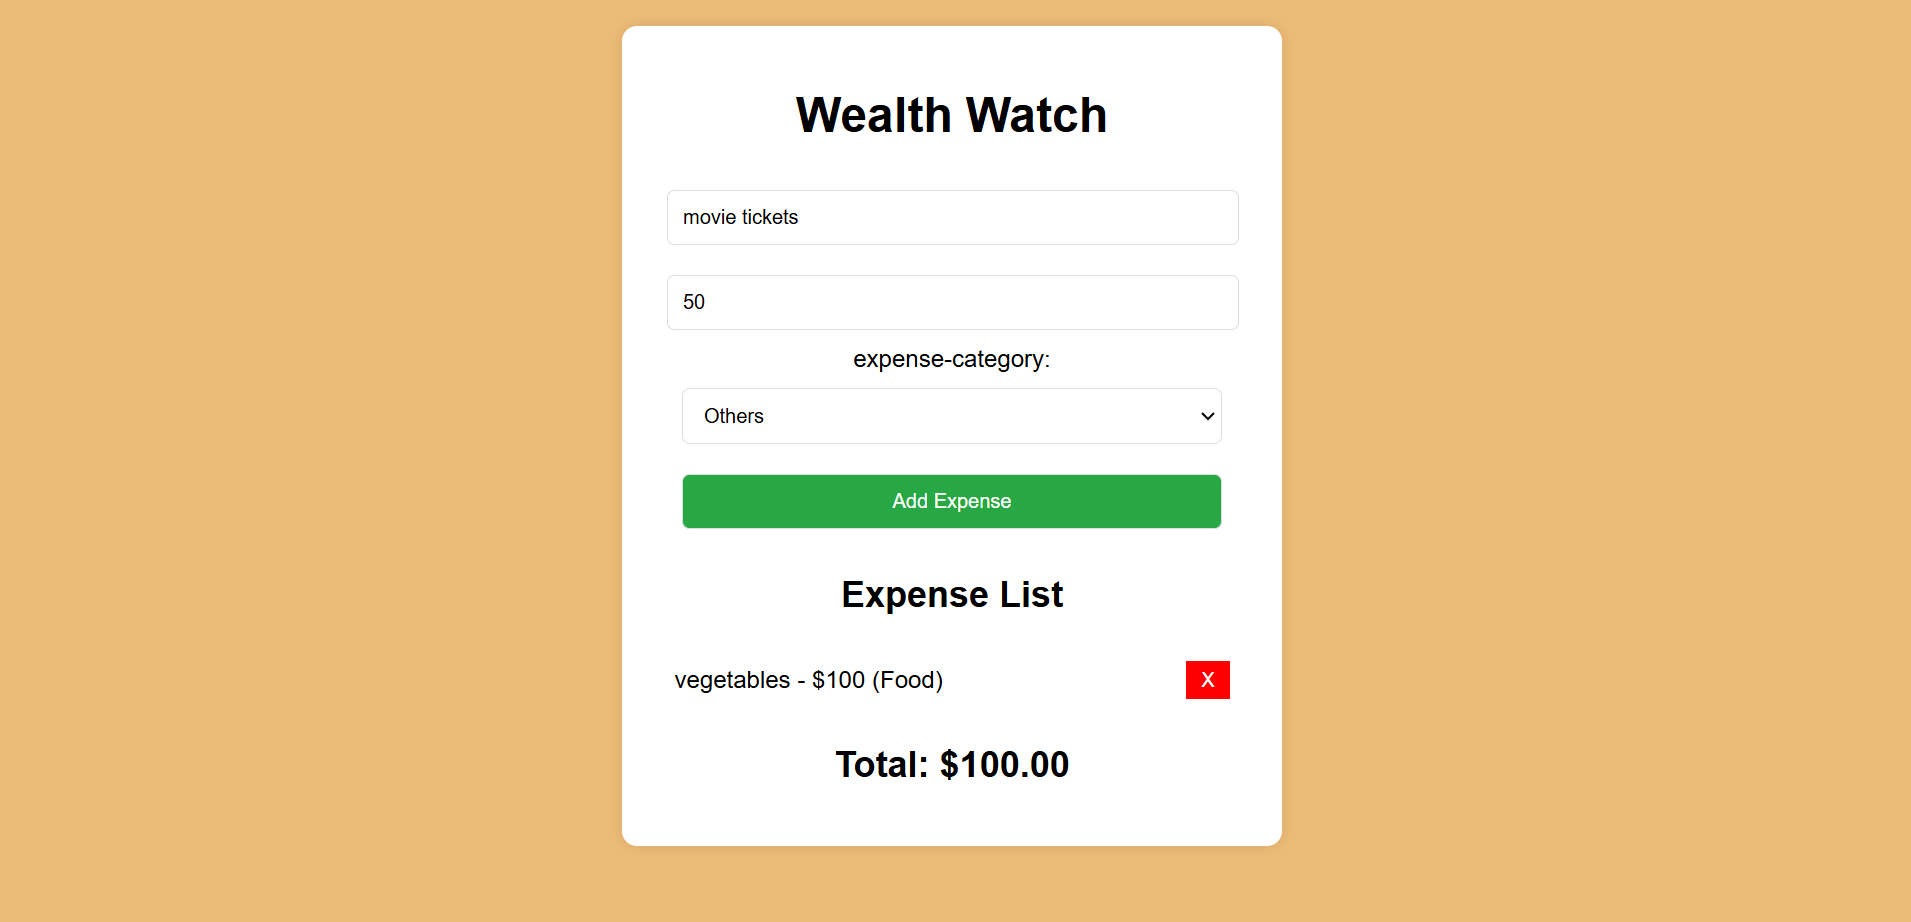 Wealth Watch
movie tickets
50
expense-category:
Others
Add Expense
Expense List
vegetables - $100 (Food)
X
Total: $100.00